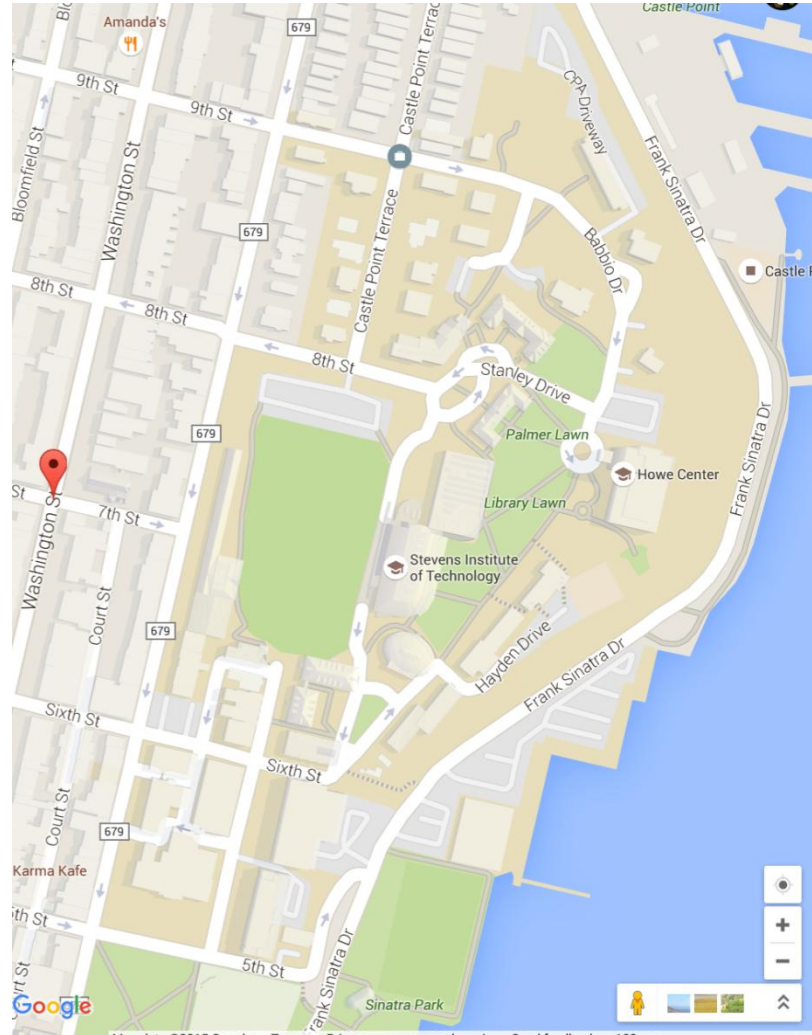 Castle Point
Amanda's
679
9th St
9th St
Castle Point Terrace
CPA Driveway
Frank Sinatra Dr
Bloomfield St
Washington St
679
Castle Point Terrace
Babbio Dr
Castle
8th St
8th St
8th St
Stanley Drive
679
Palmer Lawn
Howe Center
Frank Sinatra Dr
Library Lawn
7th St
Washington St
Stevens Institute
of Technology
Court St
679
Hayden Drive
Frank Sinatra Dr
Sixth St
Sixth St
Court St
679
Karma Kafe
5th St
Frank Sinatra Dr
Sinatra Park
Google